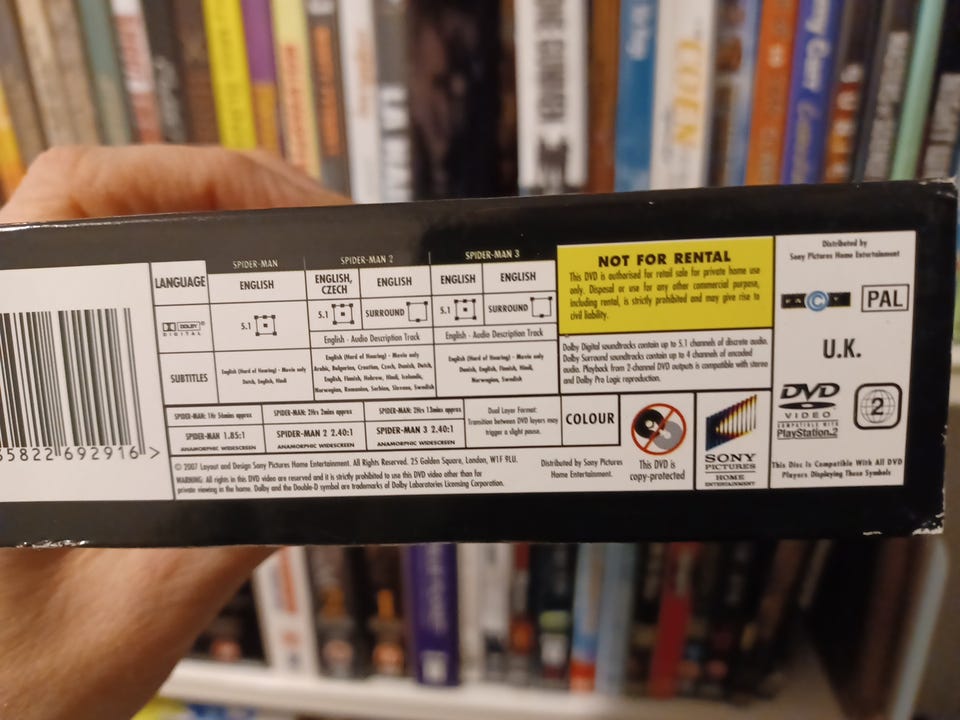 55822 692916 >
LANGUAGE
SPIDER-MAN
SPIDER-MAN 2
SPIDER-MAN 3
ENGLISH
ENGLISH,
CZECH
ENGLISH
ENGLISH
ENGLISH
DOLBY
DIGITAL
5.1
5.1
SURROUND
5.1
SURROUND
English - Audio Description Track
English - Audio Description Track
SUBTITLES
English (Hard of Hearing) - Movie only
Dutch, English, Hindi
English (Hard of Hearing) - Movie only
Arabic, Bulgarian, Croatian, Czech, Danish, Dutch,
English, Finnish, Hebrew, Hindi, Icelandic,
Norwegian, Romanian, Serbian, Slovene, Swedish
English (Hard of Hearing) - Movie only
Danish, English, Finnish, Hindi,
Norwegian, Swedish
SPIDER-MAN: 1Hr 56mins approx
SPIDER-MAN: 2Hrs 2mins approx
SPIDER-MAN: 2Hrs 13mins approx
SPIDER-MAN 1.85:1
ANAMORPHIC WIDESCREEN
SPIDER-MAN 2 2.40:1
ANAMORPHIC WIDESCREEN
SPIDER-MAN 3 2.40:1
ANAMORPHIC WIDESCREEN
Dual Layer Format:
Transition between DVD layers may
trigger a slight pause.
COLOUR
© 2007 Layout and Design Sony Pictures Home Entertainment. All Rights Reserved. 25 Golden Square, London, W1F 9LU.
WARNING: All rights in this DVD video are reserved and it is strictly prohibited to use this DVD video other than for
private viewing in the home. Dolby and the Double-D symbol are trademarks of Dolby Laboratories Licensing Corporation.
Distributed by Sony Pictures
Home Entertainment.
NOT FOR RENTAL
This DVD is authorised for retail sale for private home use
only. Disposal or use for any other commercial purpose,
including rental, is strictly prohibited and may give rise to
civil liability.
Dolby Digital soundtracks contain up to 5.1 channels of discrete audio.
Dolby Surround soundtracks contain up to 4 channels of encoded
audio. Playback from 2-channel DVD outputs is compatible with stereo
and Dolby Pro Logic reproduction.
This DVD is
copy-protected
SONY
PICTURES
HOME
ENTERTAINMENT
Distributed by
Sony Pictures Home Entertainment
PAL
U.K.
DVD
VIDEO
COMPATIBLE WITH
PlayStation.2
2
This Disc Is Compatible With All DVD
Players Displaying These Symbols